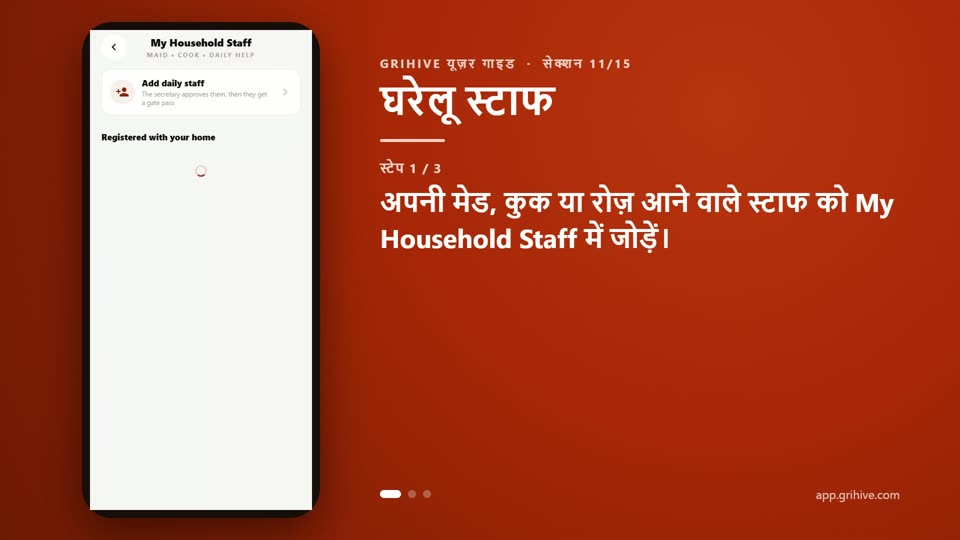 My Household Staff
MAID • COOK • DAILY HELP
Add daily staff
The secretary approves them, then they get
a gate pass
Registered with your home
GRIHIVE यूज़र गाइड · सेक्शन 11/15
घरेलू स्टाफ
स्टेप 1 / 3
अपनी मेड, कुक या रोज़ आने वाले स्टाफ को My
Household Staff में जोड़ें।
app.grihive.com